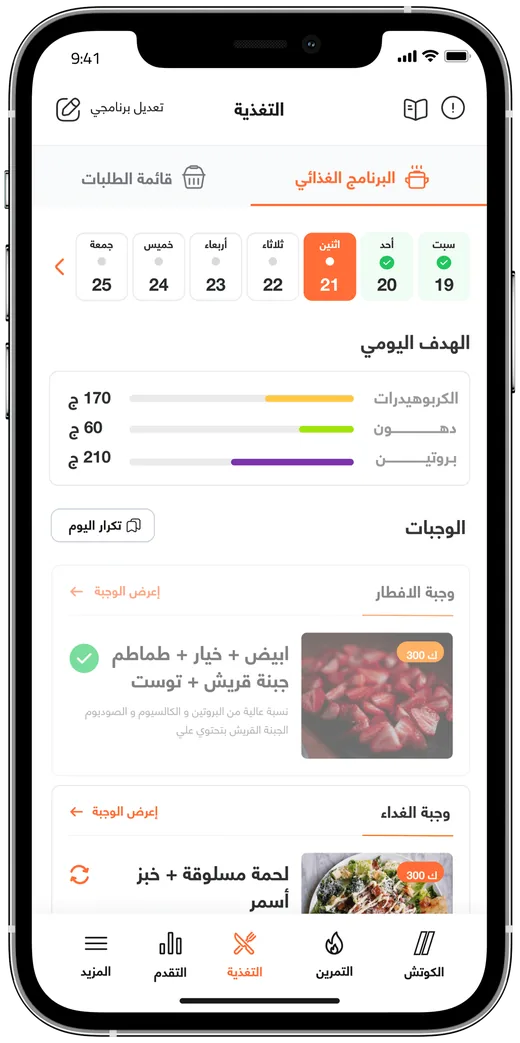 9:41
التغذية
تعديل برنامجي
البرنامج الغذائي
قائمة الطلبات
سبت
19
أحد
20
اثنين
21
ثلاثاء
22
أربعاء
23
خميس
24
جمعة
25
الهدف اليومي
الكربوهيدرات
170 ج
دهـــــــون
60 ج
بروتيـــــــن
210 ج
الوجبات
تكرار اليوم
وجبة الافطار
إعرض الوجبة
300 ك
ابيض + خيار + طماطم
جبنة قريش + توست
نسبة عالية من البروتين و الكالسيوم و الصوديوم
الجبنة القريش بتحتوي علي
وجبة الغداء
إعرض الوجبة
300 ك
لحمة مسلوقة + خبز
أسمر
الكوتش
التمرين
التغذية
التقدم
المزيد